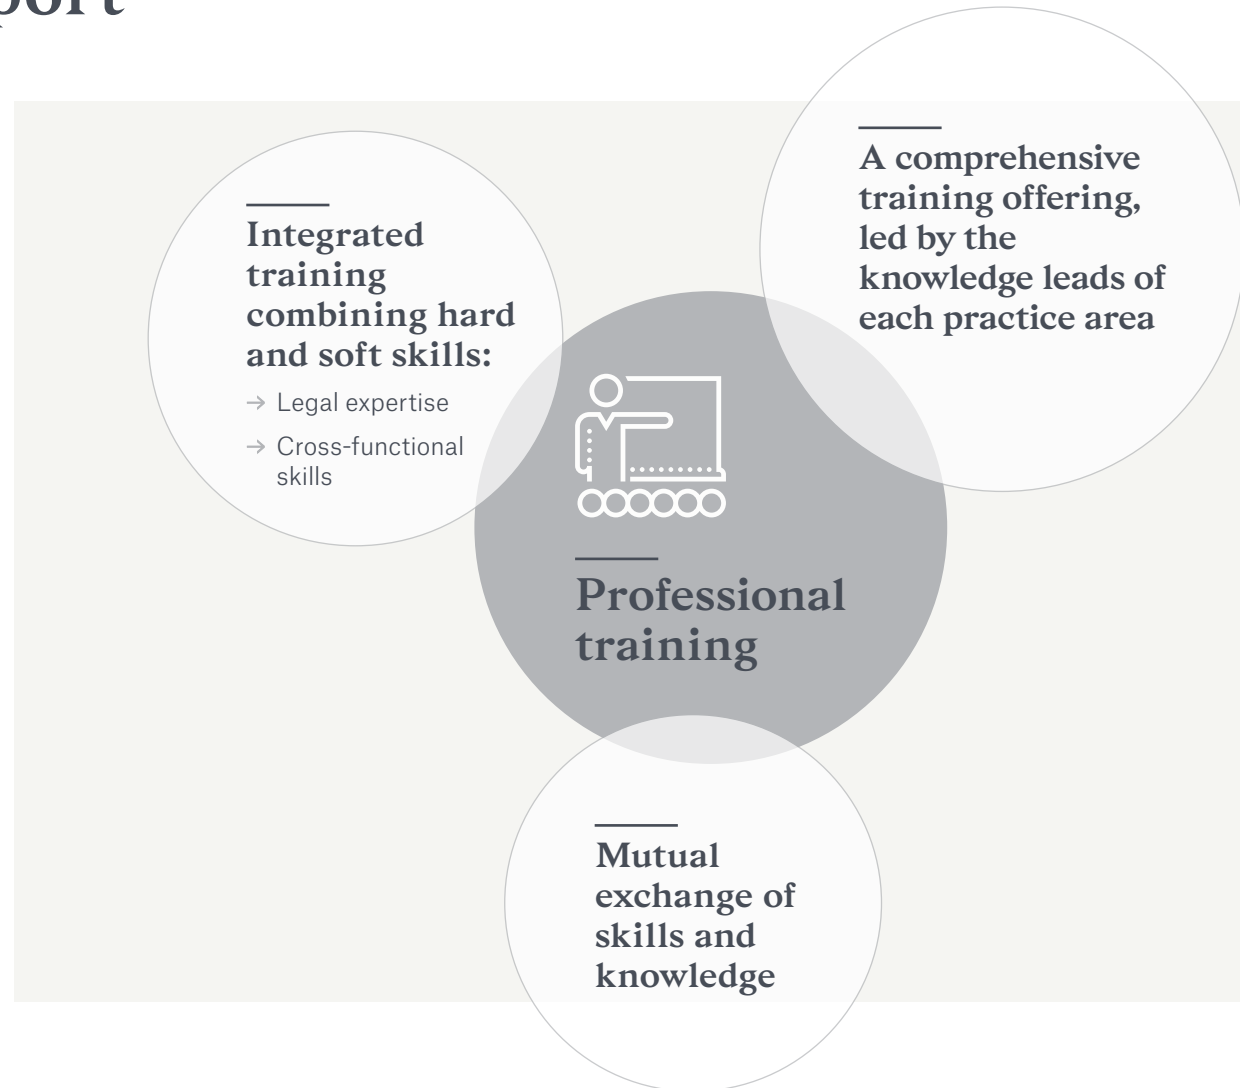 A comprehensive
training offering,
led by the
knowledge leads of
each practice area
Integrated
training
combining hard
and soft skills:
→ Legal expertise
→ Cross-functional
skills
Professional
training
Mutual
exchange of
skills and
knowledge